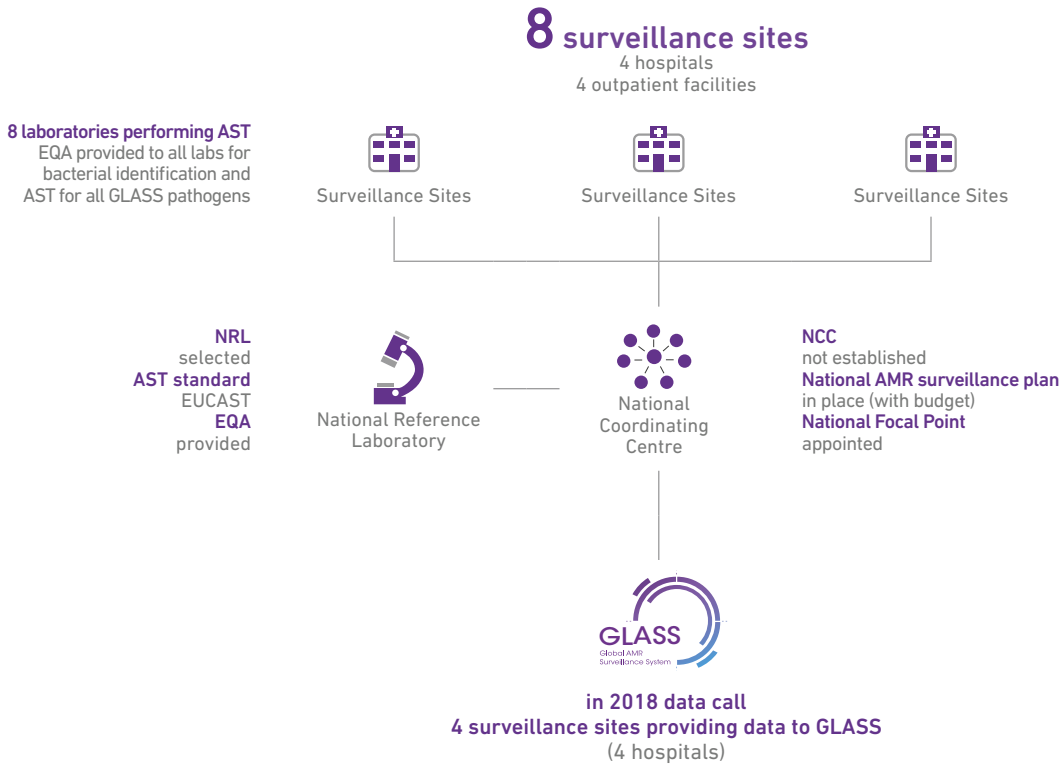 8 surveillance sites
4 hospitals
4 outpatient facilities
8 laboratories performing AST
EQA provided to all labs for
bacterial identification and
AST for all GLASS pathogens
Surveillance Sites
Surveillance Sites
Surveillance Sites
NRL
selected
AST standard
EUCAST
EQA
provided
National Reference
Laboratory
National
Coordinating
Centre
NCC
not established
National AMR surveillance plan
in place (with budget)
National Focal Point
appointed
GLASS
Global AMR
Surveillance System
in 2018 data call
4 surveillance sites providing data to GLASS
(4 hospitals)